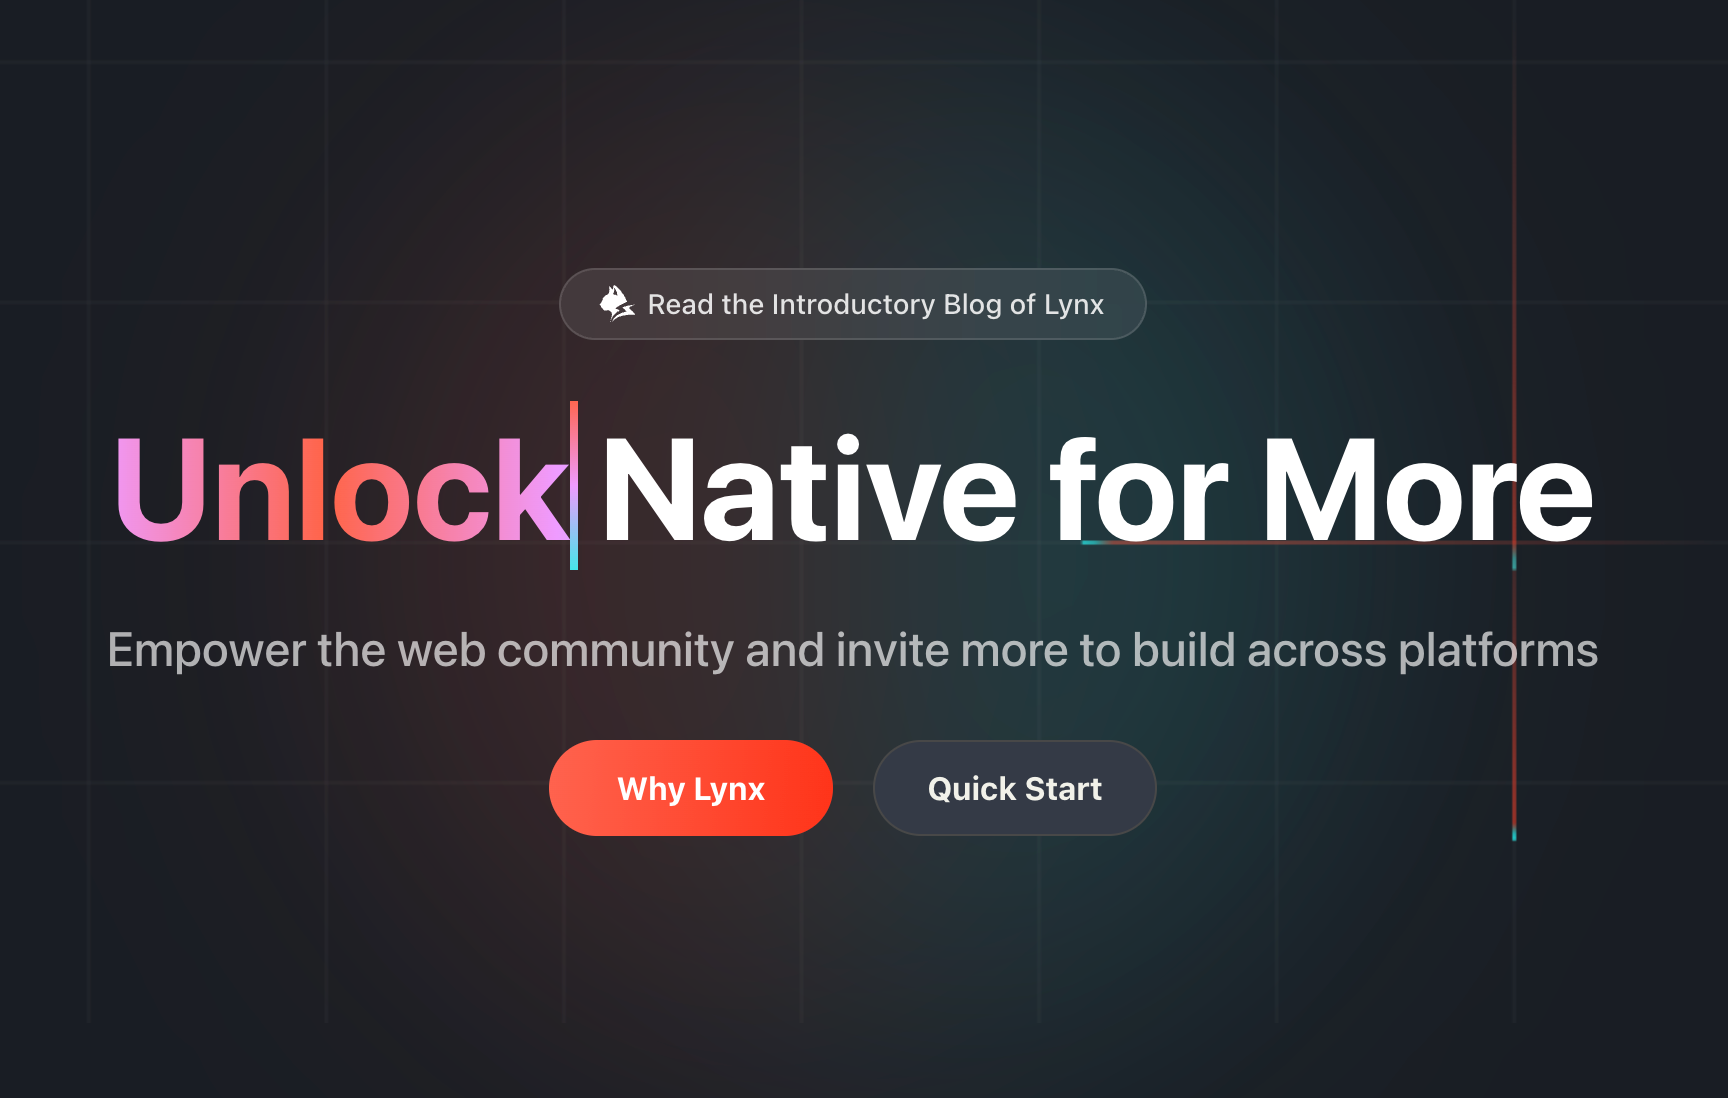 Read the Introductory Blog of Lynx
Unlock Native for More
Empower the web community and invite more to build across platforms
Why Lynx
Quick Start